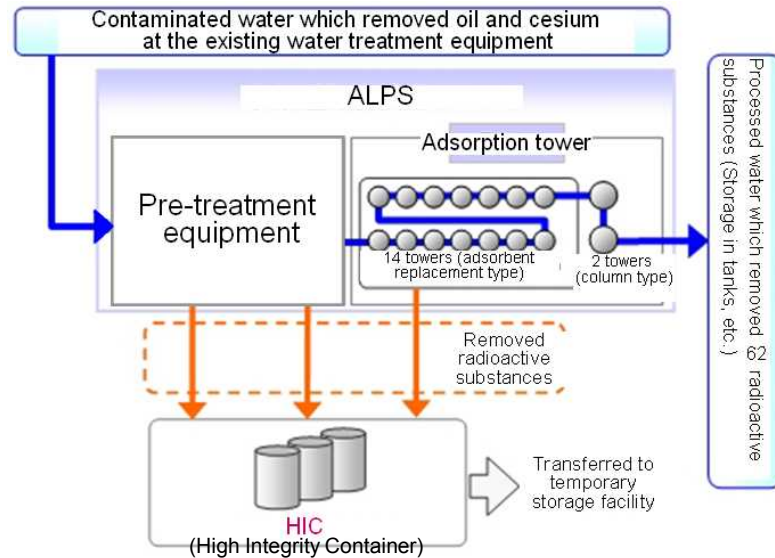 Contaminated water which removed oil and cesium
at the existing water treatment equipment
ALPS
Adsorption tower
Pre-treatment
equipment
14 towers (adsorbent
replacement type)
2 towers
(column type)
Processed water which removed 62 radioactive
substances (Storage in tanks, etc.)
Removed
radioactive
substances
HIC
(High Integrity Container)
Transferred to
temporary
storage facility